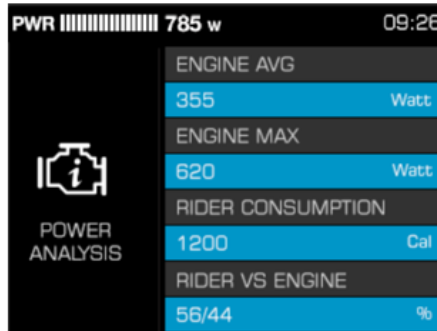 PWR 785 w 09:26
ENGINE AVG
355 Watt
ENGINE MAX
620 Watt
RIDER CONSUMPTION
1200 Cal
RIDER VS ENGINE
56/44 %
i
POWER
ANALYSIS